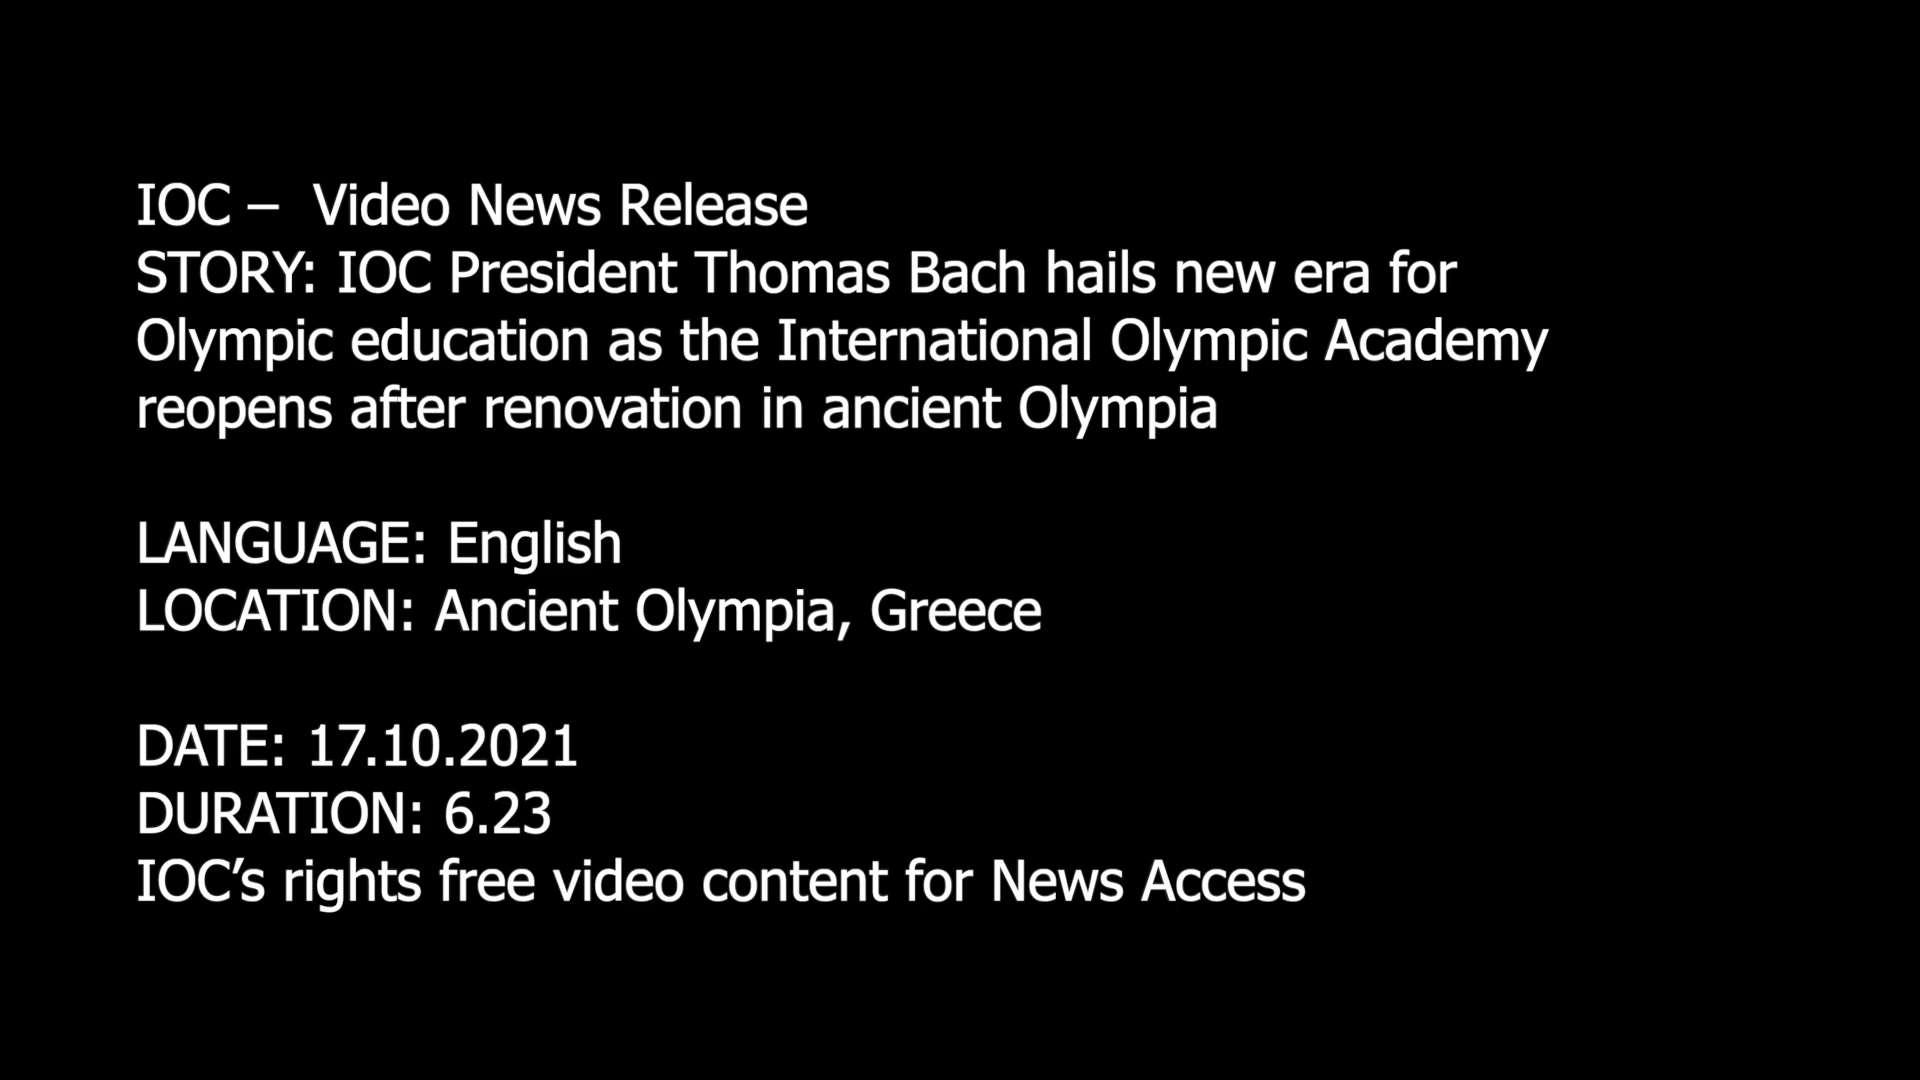 IOC –  Video News Release
STORY: IOC President Thomas Bach hails new era for
Olympic education as the International Olympic Academy
reopens after renovation in ancient Olympia
LANGUAGE: English
LOCATION: Ancient Olympia, Greece
DATE: 17.10.2021
DURATION: 6.23
IOC’s rights free video content for News Access